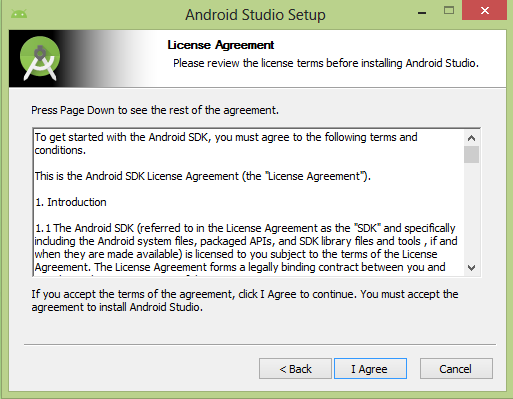 Android Studio Setup
License Agreement
Please review the license terms before installing Android Studio.
Press Page Down to see the rest of the agreement.
To get started with the Android SDK, you must agree to the following terms and
conditions.
This is the Android SDK License Agreement (the "License Agreement").
1. Introduction
1.1 The Android SDK (referred to in the License Agreement as the "SDK" and specifically
including the Android system files, packaged APIs, and SDK library files and tools , if and
when they are made available) is licensed to you subject to the terms of the License
Agreement. The License Agreement forms a legally binding contract between you and
If you accept the terms of the agreement, click I Agree to continue. You must accept the
agreement to install Android Studio.
< Back
I Agree
Cancel